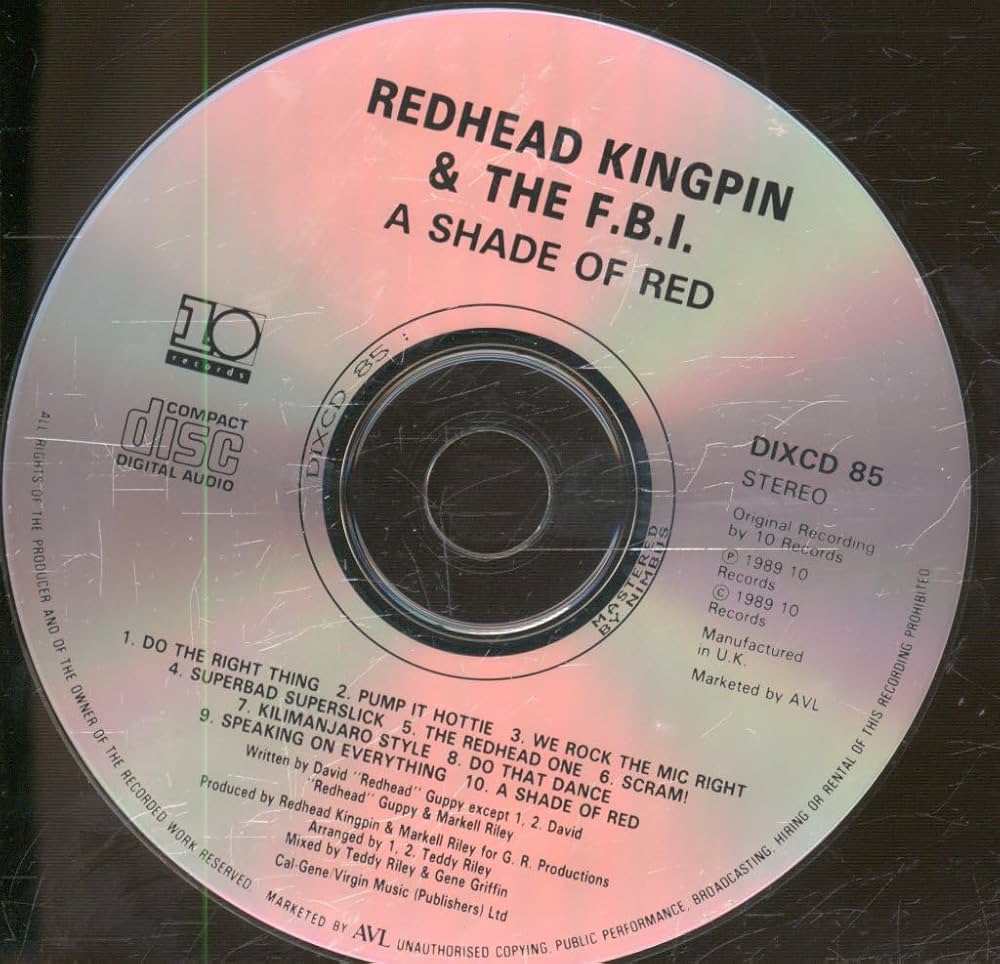 REDHEAD KINGPIN
& THE F.B.I.
A SHADE OF RED
10
records
COMPACT
disc
DIGITAL AUDIO
DIXCD 85 :
MASTERED
BY NIMBUS
DIXCD 85
STEREO
Original Recording
by 10 Records
Ⓟ 1989 10
Records
© 1989 10
Records
Manufactured
in U.K.
Marketed by AVL
1. DO THE RIGHT THING 2. PUMP IT HOTTIE 3. WE ROCK THE MIC RIGHT
4. SUPERBAD SUPERSLICK 5. THE REDHEAD ONE 6. SCRAM!
7. KILIMANJARO STYLE 8. DO THAT DANCE
9. SPEAKING ON EVERYTHING 10. A SHADE OF RED
Written by David "Redhead" Guppy except 1, 2. David
"Redhead" Guppy & Markell Riley
Produced by Redhead Kingpin & Markell Riley for G. R. Productions
Arranged by 1, 2. Teddy Riley
Mixed by Teddy Riley & Gene Griffin
Cal-Gene/Virgin Music (Publishers) Ltd
ALL RIGHTS OF THE PRODUCER AND OF THE OWNER OF THE RECORDED WORK RESERVED. MARKETED BY AVL UNAUTHORISED COPYING, PUBLIC PERFORMANCE, BROADCASTING, HIRING OR RENTAL OF THIS RECORDING PROHIBITED